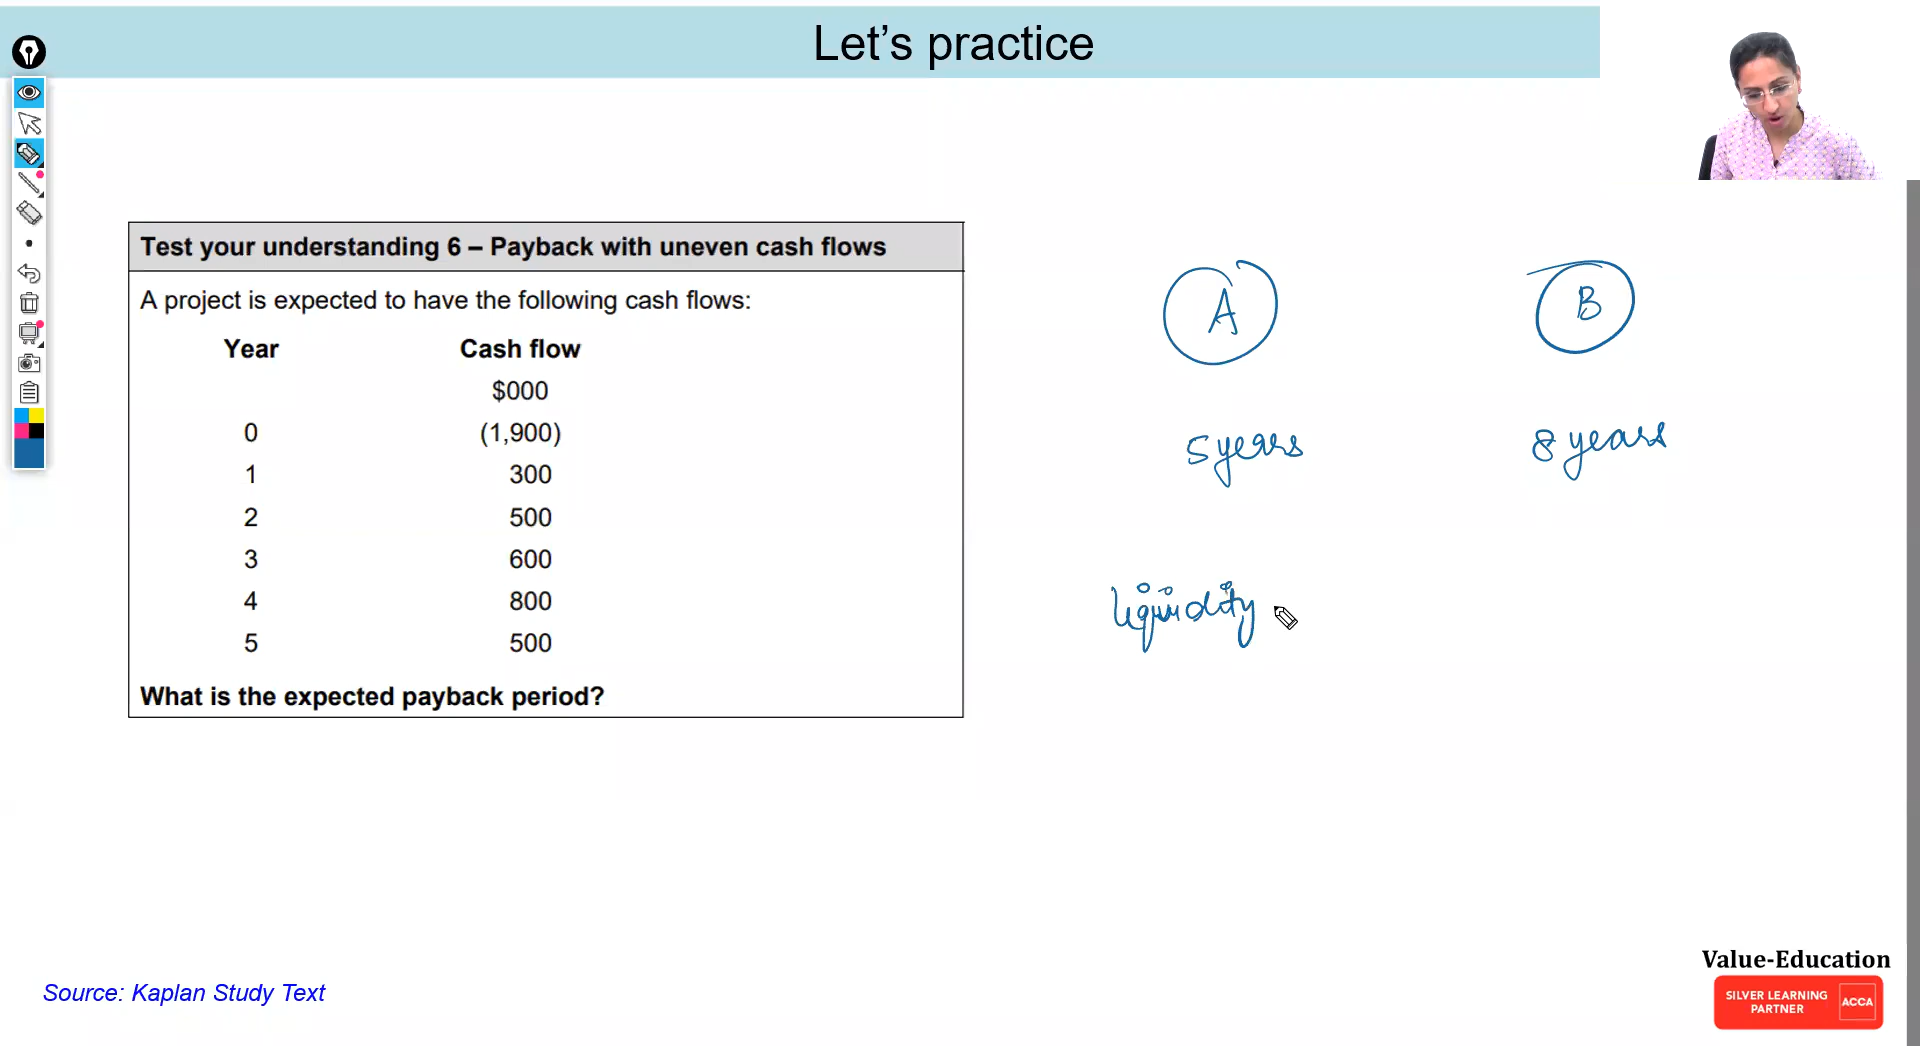 Let’s practice
Test your understanding 6 – Payback with uneven cash flows
A project is expected to have the following cash flows:
Year Cash flow
$000
0 (1,900)
1 300
2 500
3 600
4 800
5 500
What is the expected payback period?
A B
5 years 8 years
liquidity
Source: Kaplan Study Text
Value-Education
SILVER LEARNING
PARTNER
ACCA